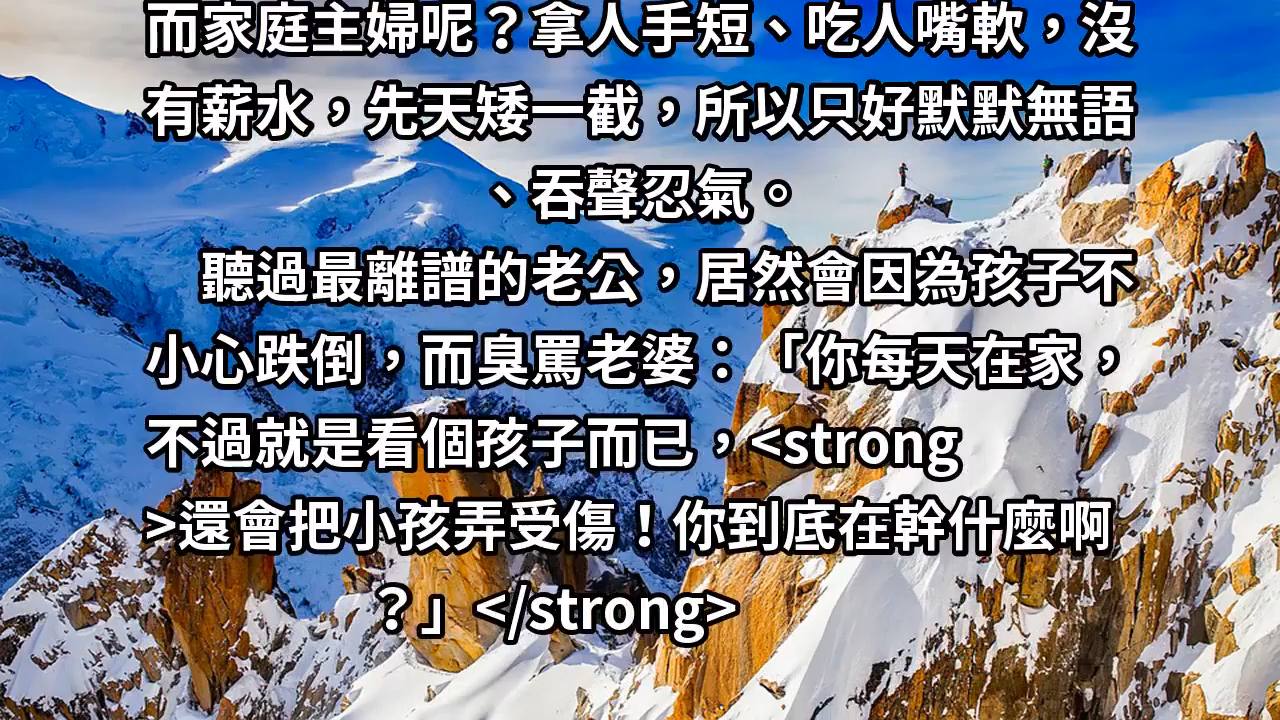 而家庭主婦呢？拿人手短、吃人嘴軟，沒
有薪水，先天矮一截，所以只好默默無語
、吞聲忍氣。
聽過最離譜的老公，居然會因為孩子不
小心跌倒，而臭罵老婆：「你每天在家，
不過就是看個孩子而已，<strong
>還會把小孩弄受傷！你到底在幹什麼啊
？」</strong>